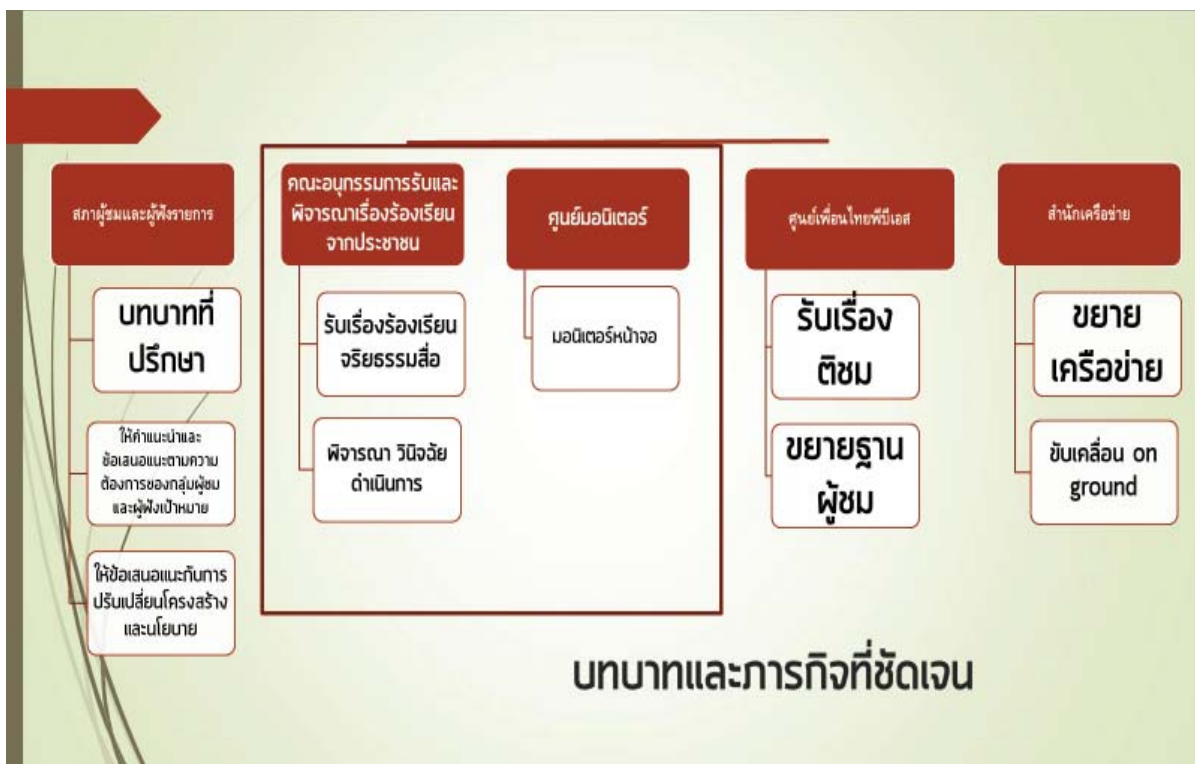 สภาผู้ชมและผู้ฟังรายการ
บทบาทที่
ปรึกษา
ให้คำแนะนำและ
ข้อเสนอแนะตามความ
ต้องการของกลุ่มผู้ชม
และผู้ฟังเป้าหมาย
ให้ข้อเสนอแนะกับการ
ปรับเปลี่ยนโครงสร้าง
และนโยบาย
คณะอนุกรรมการรับและ
พิจารณาเรื่องร้องเรียน
จากประชาชน
รับเรื่องร้องเรียน
จริยธรรมสื่อ
พิจารณา วินิจฉัย
ดำเนินการ
ศูนย์มอนิเตอร์
มอนิเตอร์หน้าจอ
ศูนย์เพื่อนไทยพีบีเอส
รับเรื่อง
ติชม
ขยายฐาน
ผู้ชม
สำนักเครือข่าย
ขยาย
เครือข่าย
ขับเคลื่อน on
ground
บทบาทและภารกิจที่ชัดเจน